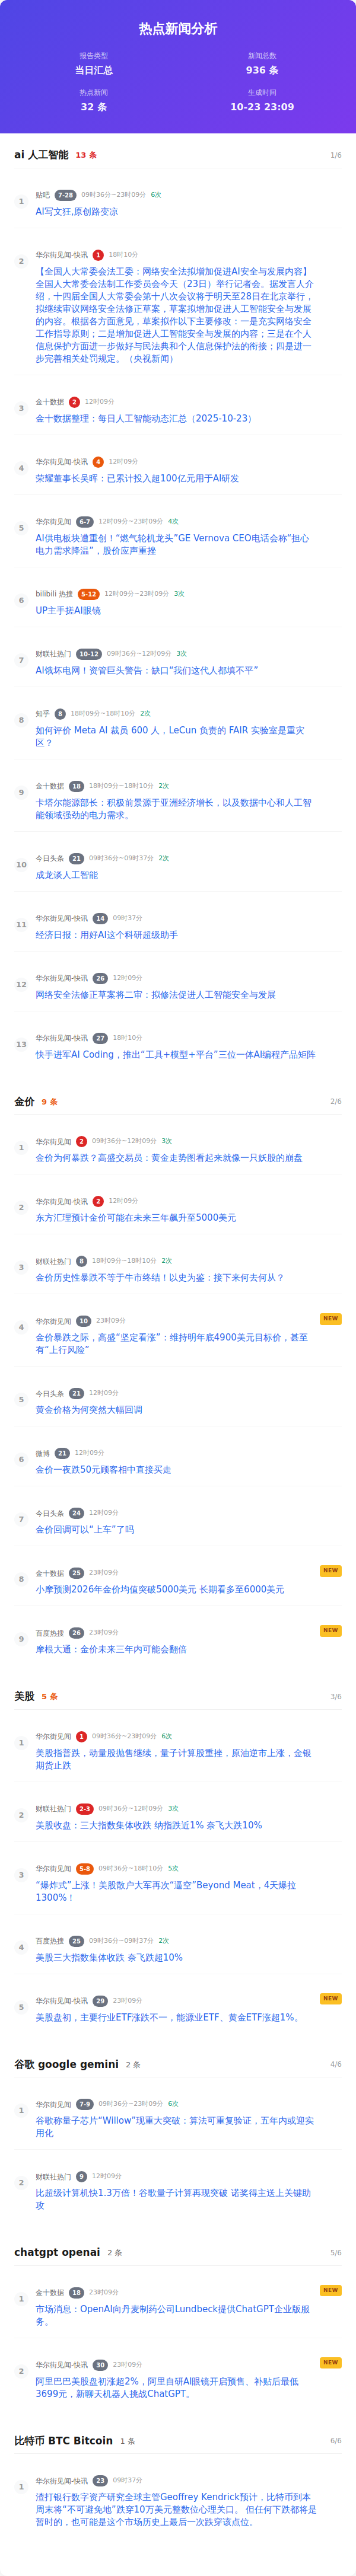 热点新闻分析
报告类型
新闻总数
当日汇总
936 条
热点新闻
生成时间
32 条
10-23 23:09
ai 人工智能 13 条 1/6
1
贴吧 7-28 09时36分~23时09分 6次
AI写文狂,原创路变凉
2
华尔街见闻-快讯 1 18时10分
【全国人大常委会法工委：网络安全法拟增加促进AI安全与发展内容】
全国人大常委会法制工作委员会今天（23日）举行记者会。据发言人介
绍，十四届全国人大常委会第十八次会议将于明天至28日在北京举行，
拟继续审议网络安全法修正草案，草案拟增加促进人工智能安全与发展
的内容。根据各方面意见，草案拟作以下主要修改：一是充实网络安全
工作指导原则；二是增加促进人工智能安全与发展的内容；三是在个人
信息保护方面进一步做好与民法典和个人信息保护法的衔接；四是进一
步完善相关处罚规定。（央视新闻）
3
金十数据 2 12时09分
金十数据整理：每日人工智能动态汇总（2025-10-23）
4
华尔街见闻-快讯 4 12时09分
荣耀董事长吴晖：已累计投入超100亿元用于AI研发
5
华尔街见闻 6-7 12时09分~23时09分 4次
AI供电板块遭重创！“燃气轮机龙头”GE Vernova CEO电话会称“担心
电力需求降温”，股价应声重挫
6
bilibili 热搜 5-12 12时09分~23时09分 3次
UP主手搓AI眼镜
7
财联社热门 10-12 09时36分~12时09分 3次
AI饿坏电网！资管巨头警告：缺口“我们这代人都填不平”
8
知乎 8 18时09分~18时10分 2次
如何评价 Meta AI 裁员 600 人，LeCun 负责的 FAIR 实验室是重灾
区？
9
金十数据 18 18时09分~18时10分 2次
卡塔尔能源部长：积极前景源于亚洲经济增长，以及数据中心和人工智
能领域强劲的电力需求。
10
今日头条 21 09时36分~09时37分 2次
成龙谈人工智能
11
华尔街见闻-快讯 14 09时37分
经济日报：用好AI这个科研超级助手
12
华尔街见闻-快讯 26 12时09分
网络安全法修正草案将二审：拟修法促进人工智能安全与发展
13
华尔街见闻-快讯 27 18时10分
快手进军AI Coding，推出“工具+模型+平台”三位一体AI编程产品矩阵
金价 9 条 2/6
1
华尔街见闻 2 09时36分~12时09分 3次
金价为何暴跌？高盛交易员：黄金走势图看起来就像一只妖股的崩盘
2
华尔街见闻-快讯 2 12时09分
东方汇理预计金价可能在未来三年飙升至5000美元
3
财联社热门 8 18时09分~18时10分 2次
金价历史性暴跌不等于牛市终结！以史为鉴：接下来何去何从？
4
华尔街见闻 10 23时09分 NEW
金价暴跌之际，高盛“坚定看涨”：维持明年底4900美元目标价，甚至
有“上行风险”
5
今日头条 21 12时09分
黄金价格为何突然大幅回调
6
微博 21 12时09分
金价一夜跌50元顾客相中直接买走
7
今日头条 24 12时09分
金价回调可以“上车”了吗
8
金十数据 25 23时09分 NEW
小摩预测2026年金价均值突破5000美元 长期看多至6000美元
9
百度热搜 26 23时09分 NEW
摩根大通：金价未来三年内可能会翻倍
美股 5 条 3/6
1
华尔街见闻 1 09时36分~23时09分 6次
美股指普跌，动量股抛售继续，量子计算股重挫，原油逆市上涨，金银
期货止跌
2
财联社热门 2-3 09时36分~12时09分 3次
美股收盘：三大指数集体收跌 纳指跌近1% 奈飞大跌10%
3
华尔街见闻 5-8 09时36分~18时10分 5次
“爆炸式”上涨！美股散户大军再次“逼空”Beyond Meat，4天爆拉
1300%！
4
百度热搜 25 09时36分~09时37分 2次
美股三大指数集体收跌 奈飞跌超10%
5
华尔街见闻-快讯 29 23时09分 NEW
美股盘初，主要行业ETF涨跌不一，能源业ETF、黄金ETF涨超1%。
谷歌 google gemini 2 条 4/6
1
华尔街见闻 7-9 09时36分~23时09分 6次
谷歌称量子芯片“Willow”现重大突破：算法可重复验证，五年内或迎实
用化
2
财联社热门 9 12时09分
比超级计算机快1.3万倍！谷歌量子计算再现突破 诺奖得主送上关键助
攻
chatgpt openai 2 条 5/6
1
金十数据 18 23时09分 NEW
市场消息：OpenAI向丹麦制药公司Lundbeck提供ChatGPT企业版服
务。
2
华尔街见闻-快讯 30 23时09分 NEW
阿里巴巴美股盘初涨超2%，阿里自研AI眼镜开启预售、补贴后最低
3699元，新聊天机器人挑战ChatGPT。
比特币 BTC Bitcoin 1 条 6/6
1
华尔街见闻-快讯 23 09时37分
渣打银行数字资产研究全球主管Geoffrey Kendrick预计，比特币到本
周末将“不可避免地”跌穿10万美元整数位心理关口。 但任何下跌都将是
暂时的，也可能是这个市场历史上最后一次跌穿该点位。